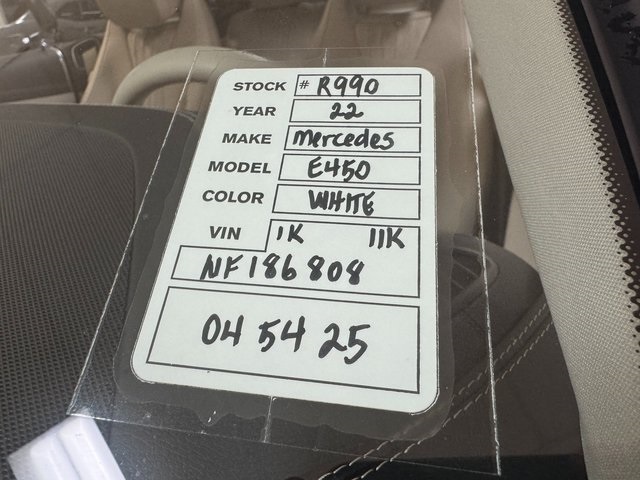 STOCK # R990
YEAR 22
MAKE Mercedes
MODEL E450
COLOR WHITE
VIN 1K 11K
NF186808
04 54 25